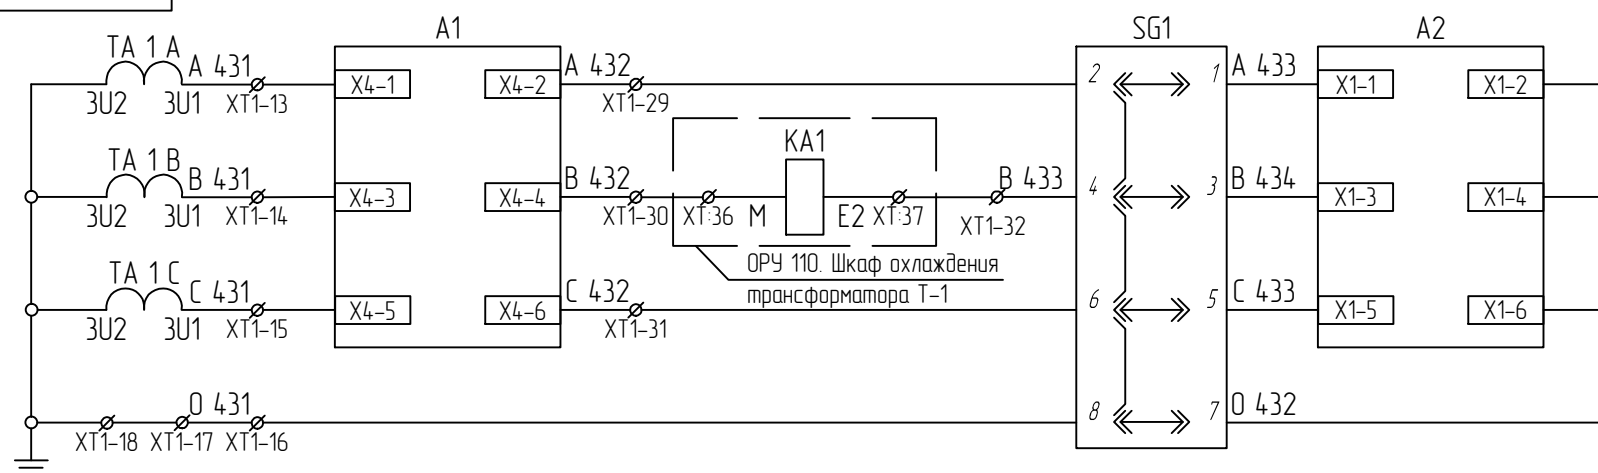 A1
SG1
A2
TA 1 A
A 431
3U2
3U1
XT1-13
X4-1
X4-2
A 432
XT1-29
2
1
A 433
X1-1
X1-2
TA 1 B
B 431
3U2
3U1
XT1-14
X4-3
X4-4
B 432
XT1-30
XT:36
M
KA1
E2
XT:37
B 433
XT1-32
4
3
B 434
X1-3
X1-4
ОРУ 110. Шкаф охлаждения
трансформатора Т-1
TA 1 C
C 431
3U2
3U1
XT1-15
X4-5
X4-6
C 432
XT1-31
6
5
C 433
X1-5
X1-6
O 431
XT1-18
XT1-17
XT1-16
8
7
O 432